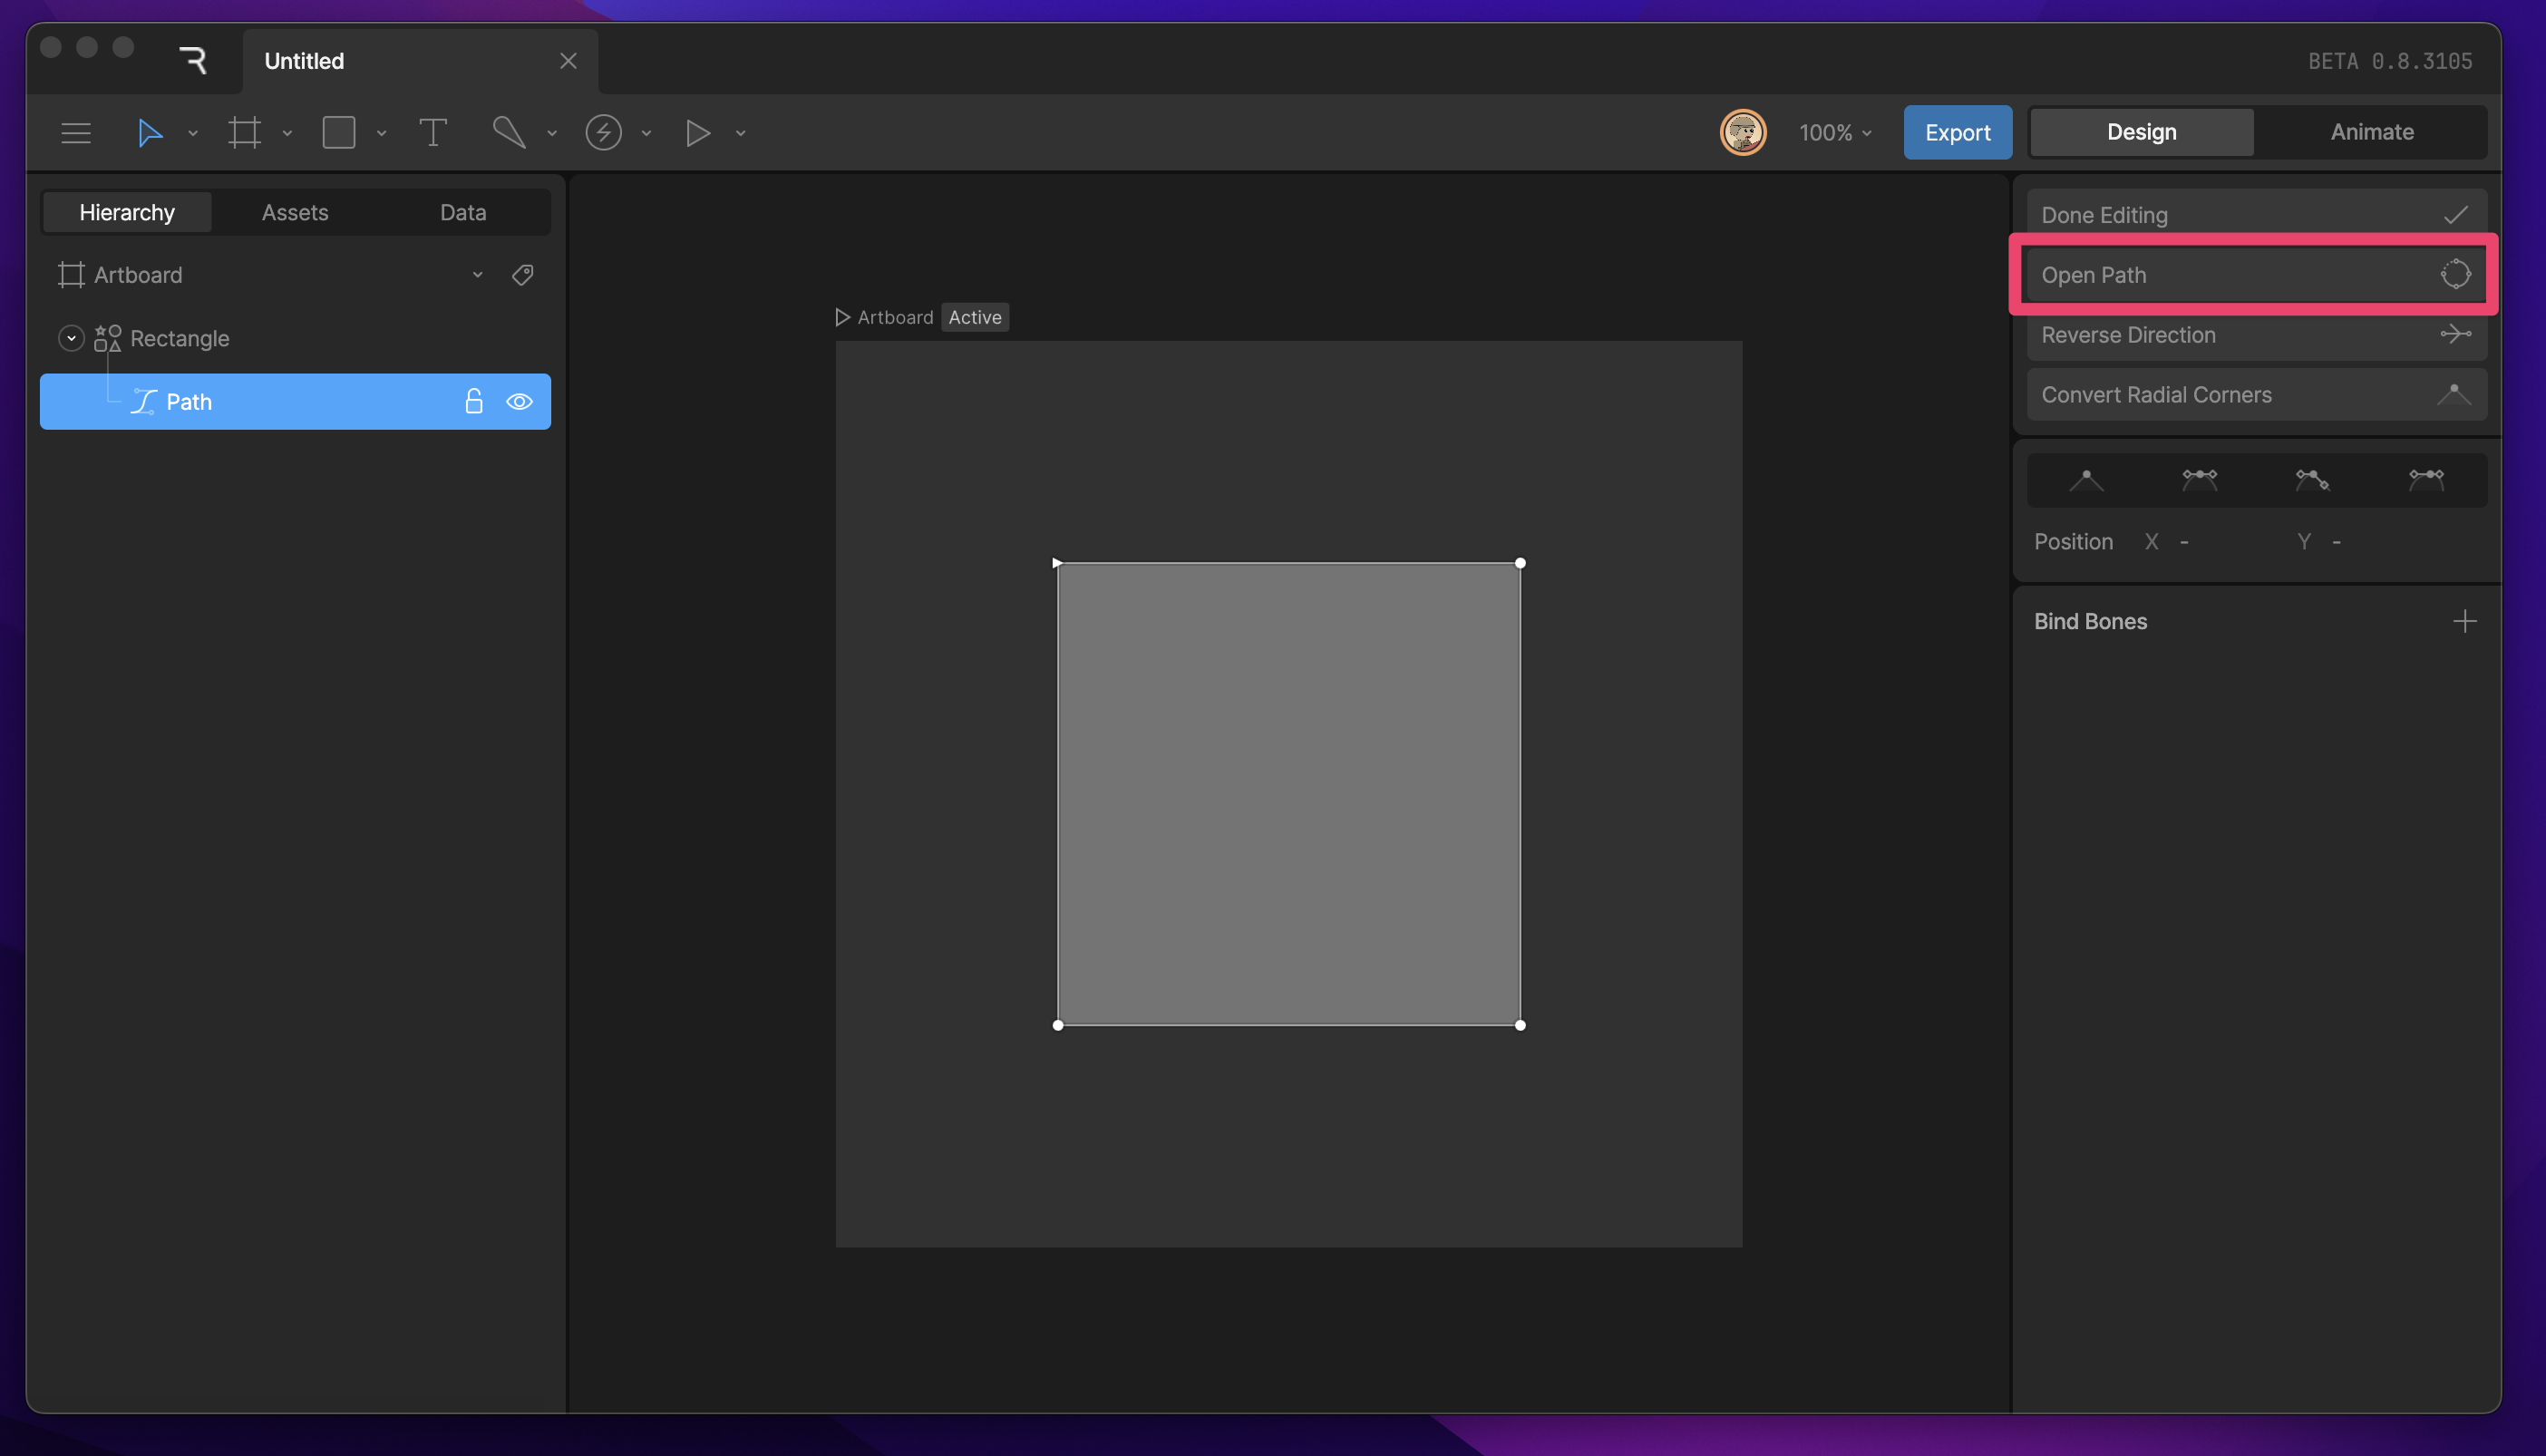 Untitled
BETA 0.8.3105
100%
Export
Design
Animate
Hierarchy
Assets
Data
Artboard
Rectangle
Path
Artboard Active
Done Editing
Open Path
Reverse Direction
Convert Radial Corners
Position X - Y -
Bind Bones